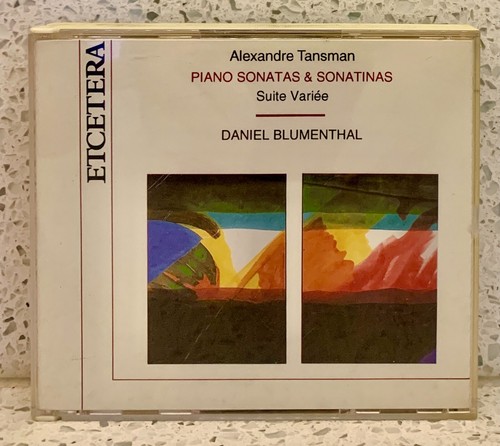 ETCETERA
Alexandre Tansman
PIANO SONATAS & SONATINAS
Suite Variée
DANIEL BLUMENTHAL